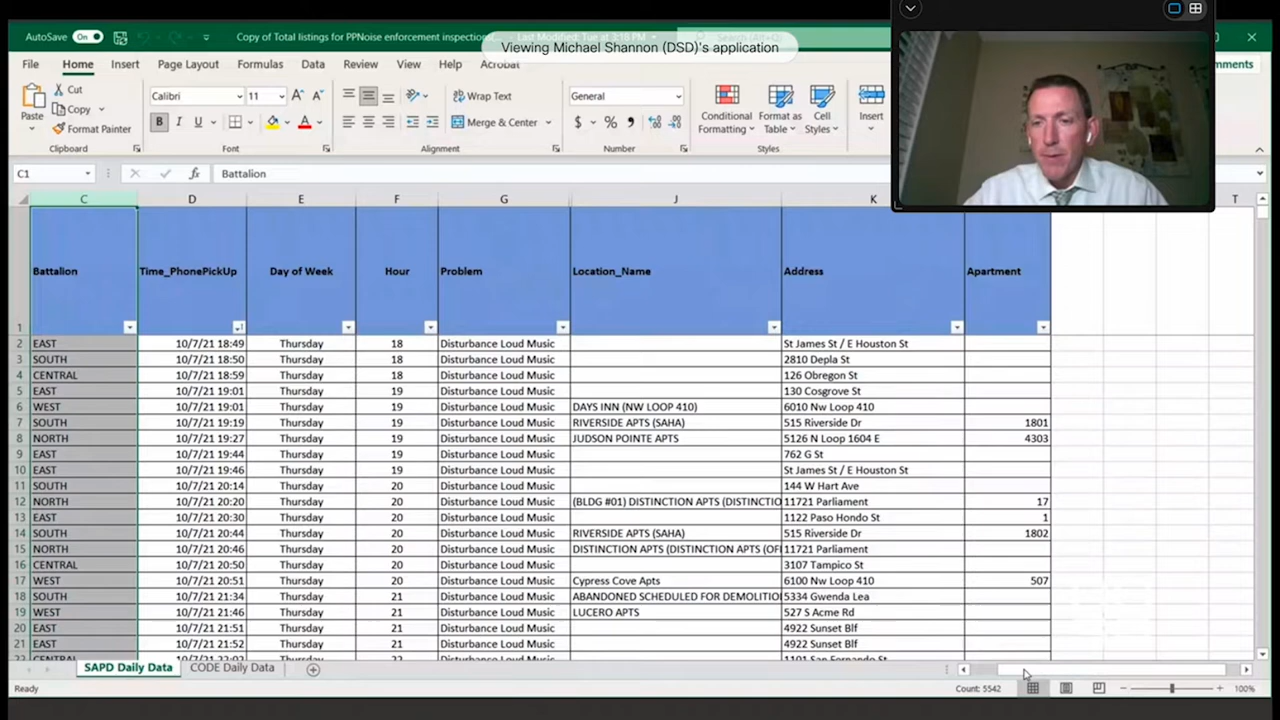 AutoSave On Copy of Total listings for PPNoise enforcement inspections
Viewing Michael Shannon (DSD)'s application
File Home Insert Page Layout Formulas Data Review View Help Acrobat
Paste Cut Copy Format Painter Calibri 11 B I U Wrap Text Merge & Center General $ % Conditional Formatting Format as Table Cell Styles Insert
Clipboard Font Alignment Number Styles
C1 fx Battalion
C D E F G J K T
1 Battalion Time_PhonePickUp Day of Week Hour Problem Location_Name Address Apartment
2 EAST 10/7/21 18:49 Thursday 18 Disturbance Loud Music St James St / E Houston St
3 SOUTH 10/7/21 18:50 Thursday 18 Disturbance Loud Music 2810 Depla St
4 CENTRAL 10/7/21 18:59 Thursday 18 Disturbance Loud Music 126 Obregon St
5 EAST 10/7/21 19:01 Thursday 19 Disturbance Loud Music 130 Cosgrove St
6 WEST 10/7/21 19:01 Thursday 19 Disturbance Loud Music DAYS INN (NW LOOP 410) 6010 Nw Loop 410
7 SOUTH 10/7/21 19:19 Thursday 19 Disturbance Loud Music RIVERSIDE APTS (SAHA) 515 Riverside Dr 1801
8 NORTH 10/7/21 19:27 Thursday 19 Disturbance Loud Music JUDSON POINTE APTS 5126 N Loop 1604 E 4303
9 EAST 10/7/21 19:44 Thursday 19 Disturbance Loud Music 762 G St
10 EAST 10/7/21 19:46 Thursday 19 Disturbance Loud Music St James St / E Houston St
11 SOUTH 10/7/21 20:14 Thursday 20 Disturbance Loud Music 144 W Hart Ave
12 NORTH 10/7/21 20:20 Thursday 20 Disturbance Loud Music (BLDG #01) DISTINCTION APTS (DISTINCTIO 11721 Parliament 17
13 EAST 10/7/21 20:30 Thursday 20 Disturbance Loud Music 1122 Paso Hondo St 1
14 SOUTH 10/7/21 20:44 Thursday 20 Disturbance Loud Music RIVERSIDE APTS (SAHA) 515 Riverside Dr 1802
15 NORTH 10/7/21 20:46 Thursday 20 Disturbance Loud Music DISTINCTION APTS (DISTINCTION APTS (OFI 11721 Parliament
16 CENTRAL 10/7/21 20:50 Thursday 20 Disturbance Loud Music 3107 Tampico St
17 WEST 10/7/21 20:51 Thursday 20 Disturbance Loud Music Cypress Cove Apts 6100 Nw Loop 410 507
18 SOUTH 10/7/21 21:34 Thursday 21 Disturbance Loud Music ABANDONED SCHEDULED FOR DEMOLITIO 5334 Gwenda Lea
19 WEST 10/7/21 21:46 Thursday 21 Disturbance Loud Music LUCERO APTS 527 S Acme Rd
20 EAST 10/7/21 21:51 Thursday 21 Disturbance Loud Music 4922 Sunset Blf
21 EAST 10/7/21 21:52 Thursday 21 Disturbance Loud Music 4922 Sunset Blf
22 CENTRAL 10/7/21 22:02 Thursday 22 Disturbance Loud Music 1101 San Fernando St
SAPD Daily Data CODE Daily Data
Ready Count: 5542 100%